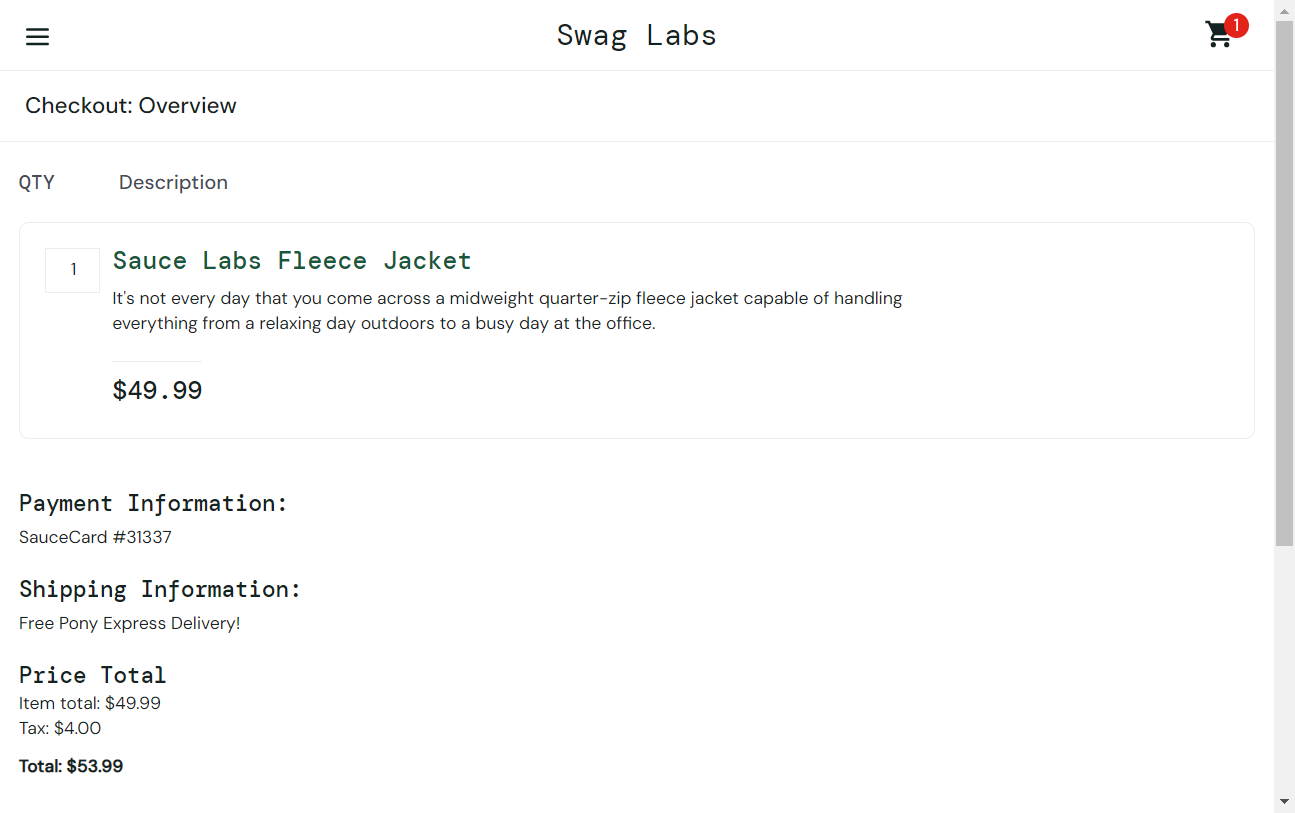 Swag Labs
1
Checkout: Overview
QTY Description
1
Sauce Labs Fleece Jacket
It's not every day that you come across a midweight quarter-zip fleece jacket capable of handling
everything from a relaxing day outdoors to a busy day at the office.
$49.99
Payment Information:
SauceCard #31337
Shipping Information:
Free Pony Express Delivery!
Price Total
Item total: $49.99
Tax: $4.00
Total: $53.99